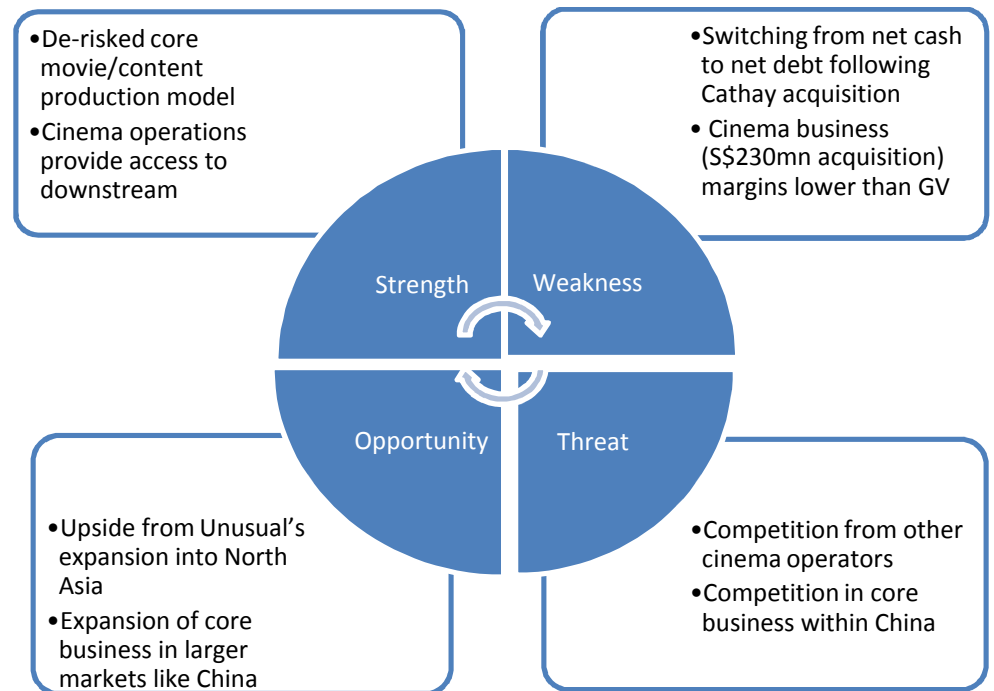 •De-risked core
movie/content
production model
•Cinema operations
provide access to
downstream
•Switching from net cash
to net debt following
Cathay acquisition
• Cinema business
(S$230mn acquisition)
margins lower than GV
Strength
Weakness
Opportunity
Threat
•Upside from Unusual’s
expansion into North
Asia
•Expansion of core
business in larger
markets like China
•Competition from other
cinema operators
•Competition in core
business within China